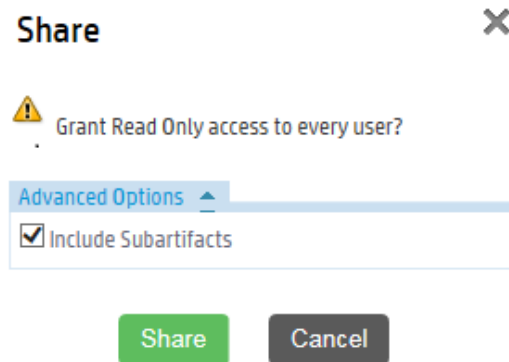 Share
Grant Read Only access to every user?
Advanced Options
Include Subartifacts
Share Cancel